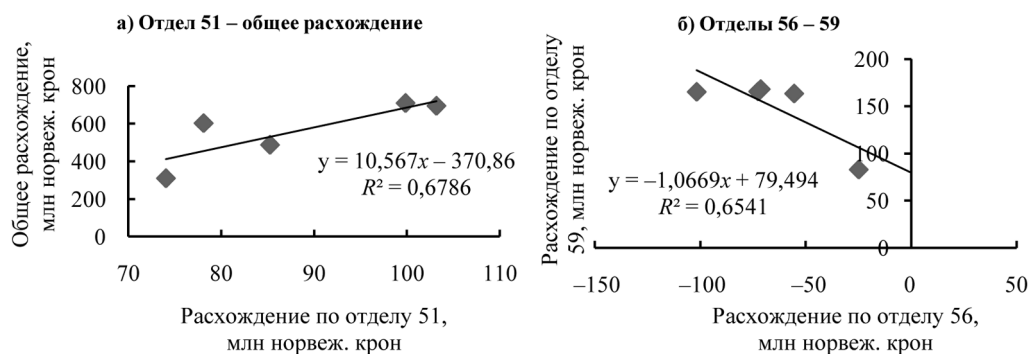 а) Отдел 51 – общее расхождение
Общее расхождение,
млн норвеж. крон
800
600
400
200
0
70
80
90
100
110
y = 10,567x – 370,86
R² = 0,6786
Расхождение по отделу 51,
млн норвеж. крон
б) Отделы 56 – 59
Расхождение по отделу
59, млн норвеж. крон
200
150
100
50
0
–150
–100
–50
0
50
y = –1,0669x + 79,494
R² = 0,6541
Расхождение по отделу 56,
млн норвеж. крон